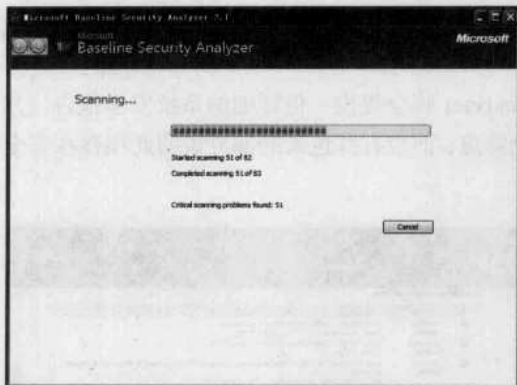 Microsoft Baseline Security Analyzer 2.1
Microsoft
Baseline Security Analyzer
Microsoft
Scanning...
Started scanning 51 of 82
Completed scanning 51 of 83
Critical scanning problems found: 51
Cancel